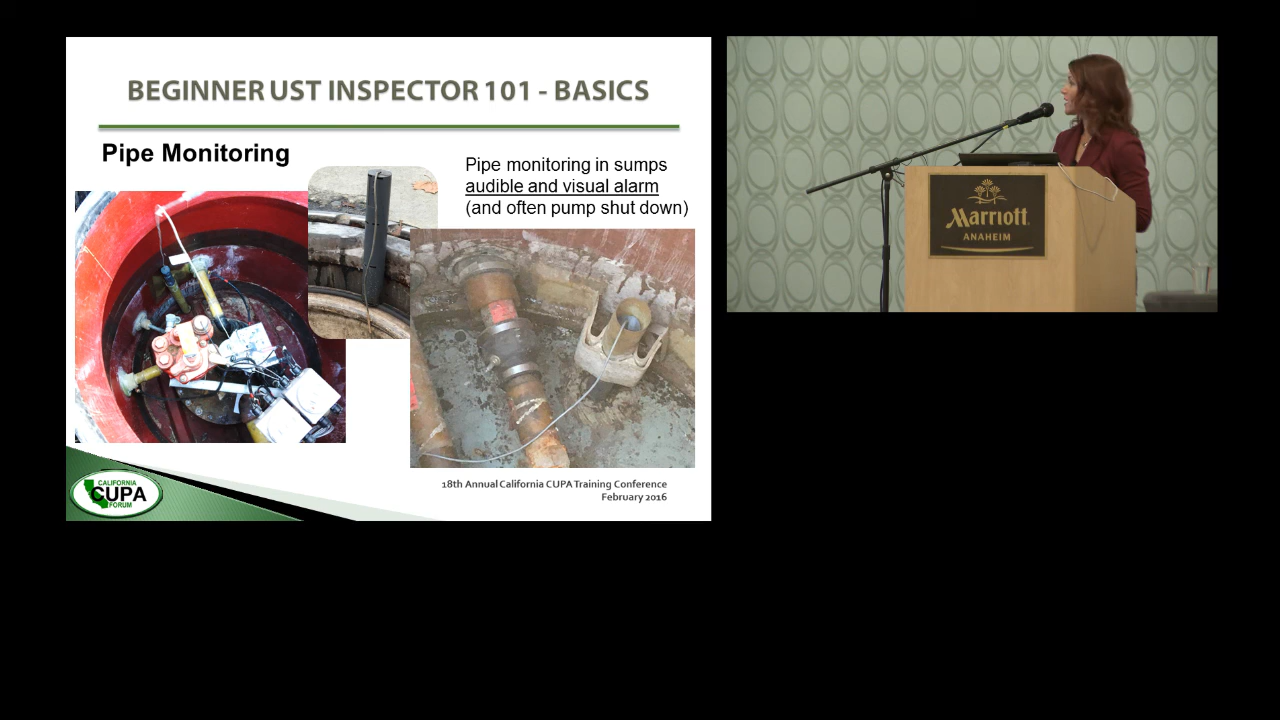 BEGINNER UST INSPECTOR 101 - BASICS
Pipe Monitoring
Pipe monitoring in sumps
audible and visual alarm
(and often pump shut down)
18th Annual California CUPA Training Conference
February 2016
CALIFORNIA
CUPA
FORUM
Marriott
ANAHEIM